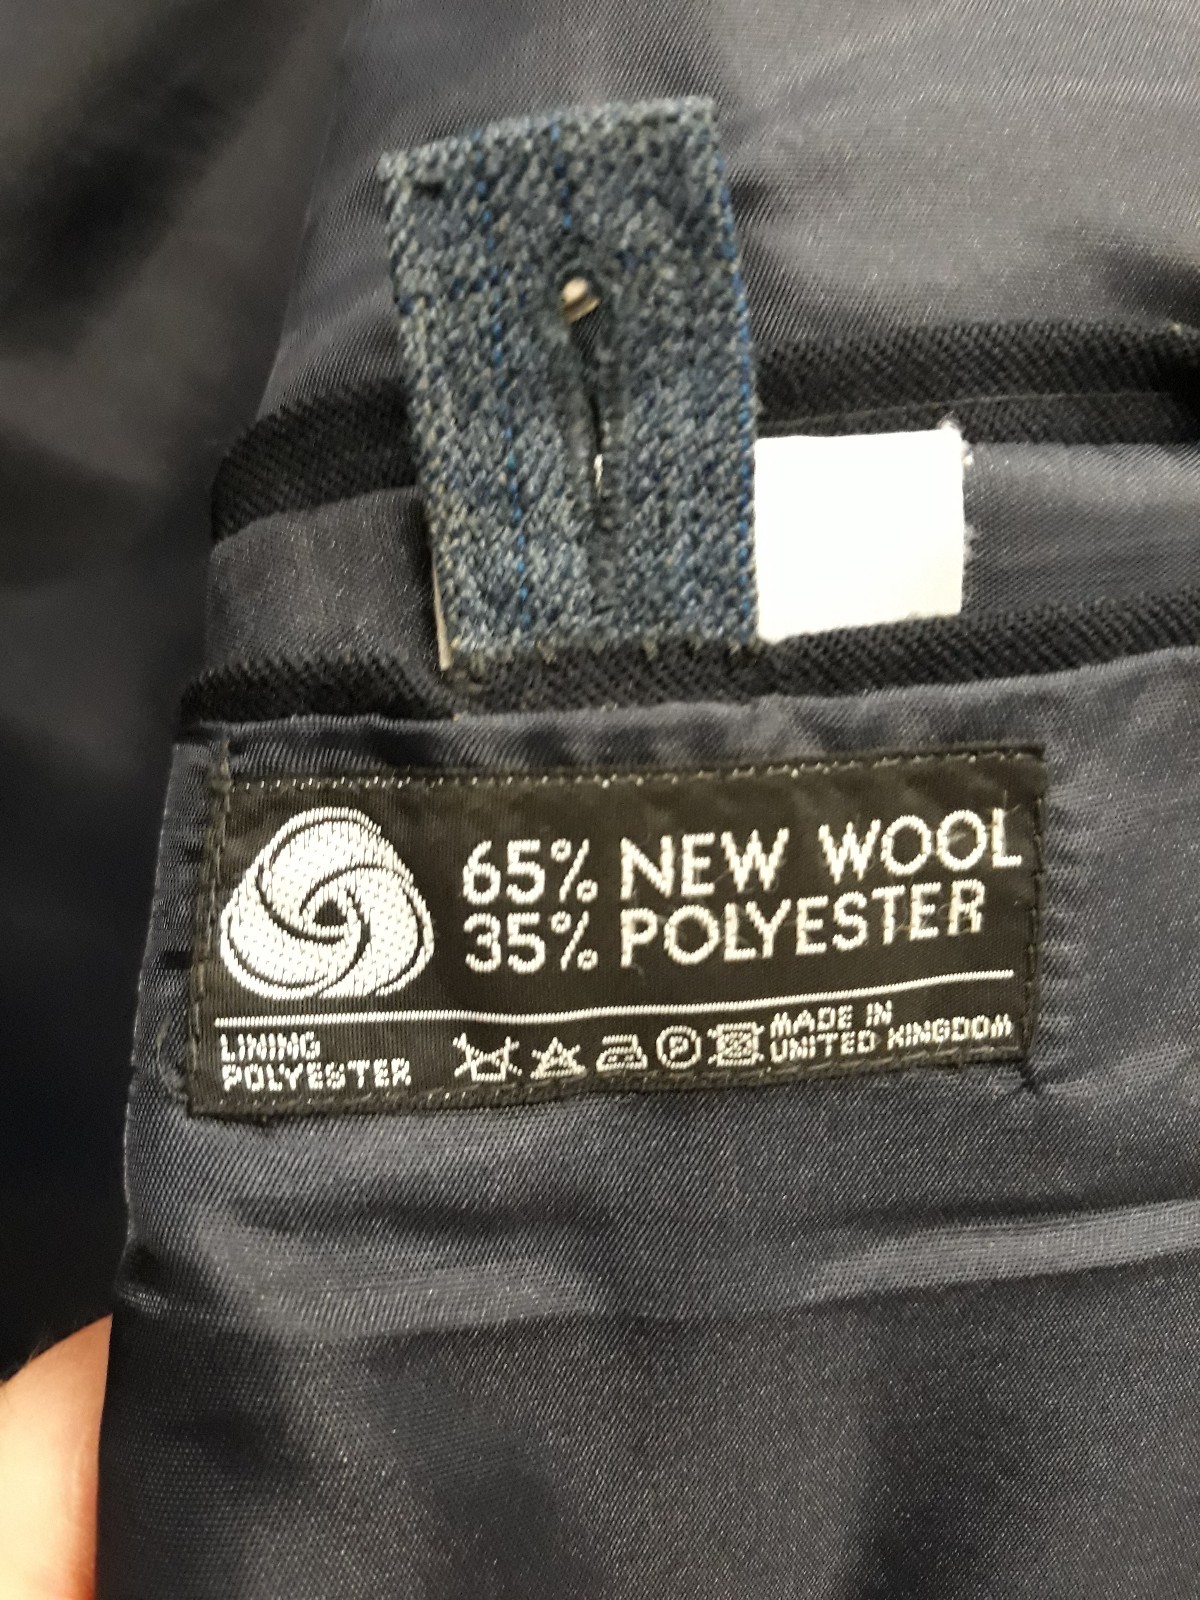 65% NEW WOOL
35% POLYESTER
LINING
POLYESTER
P
MADE IN
UNITED KINGDOM